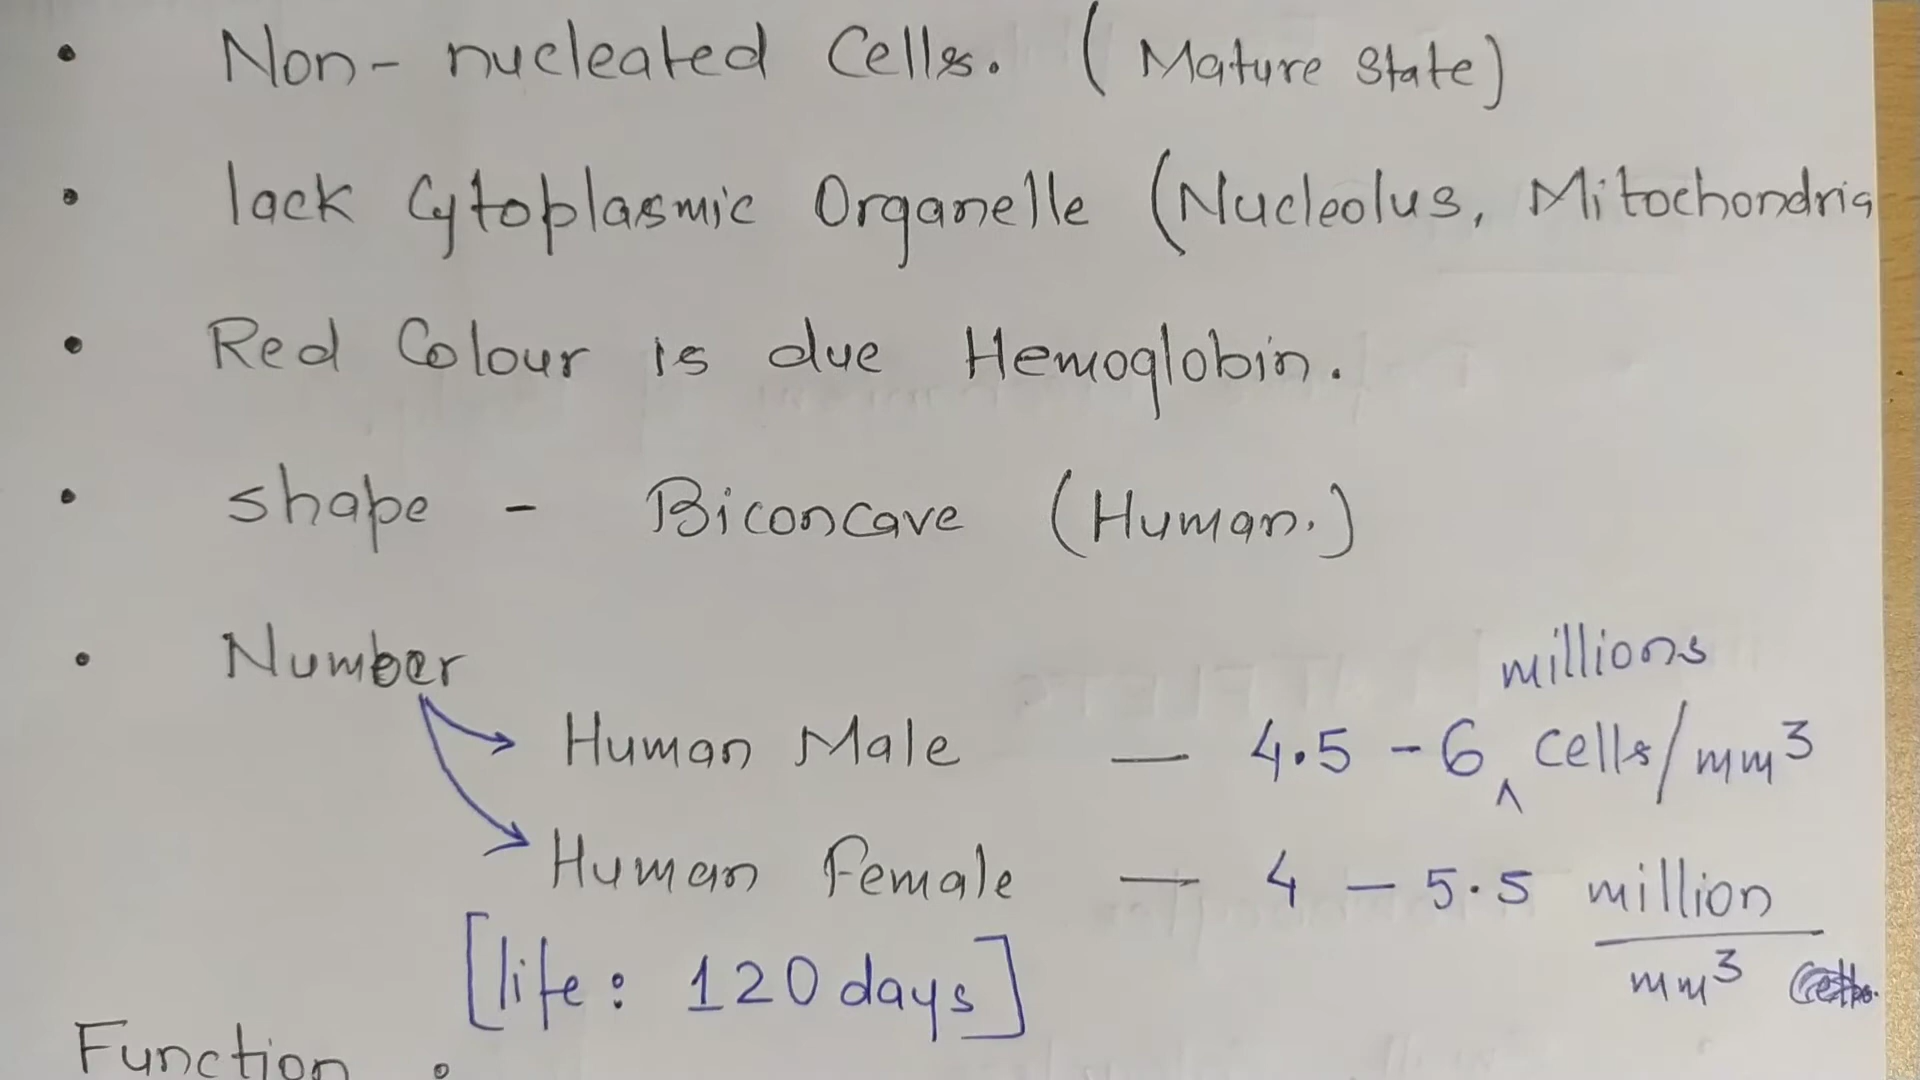 • Non-nucleated Cells. (Mature State)
• lack Cytoplasmic Organelle (Nucleolus, Mitochondria
• Red Colour is due Hemoglobin.
• shape - Biconcave (Human.)
• Number
millions
Human Male — 4.5 - 6 ^ cells/mm³
Human Female — 4 — 5.5 million
mm³
[life: 120 days]
Function :